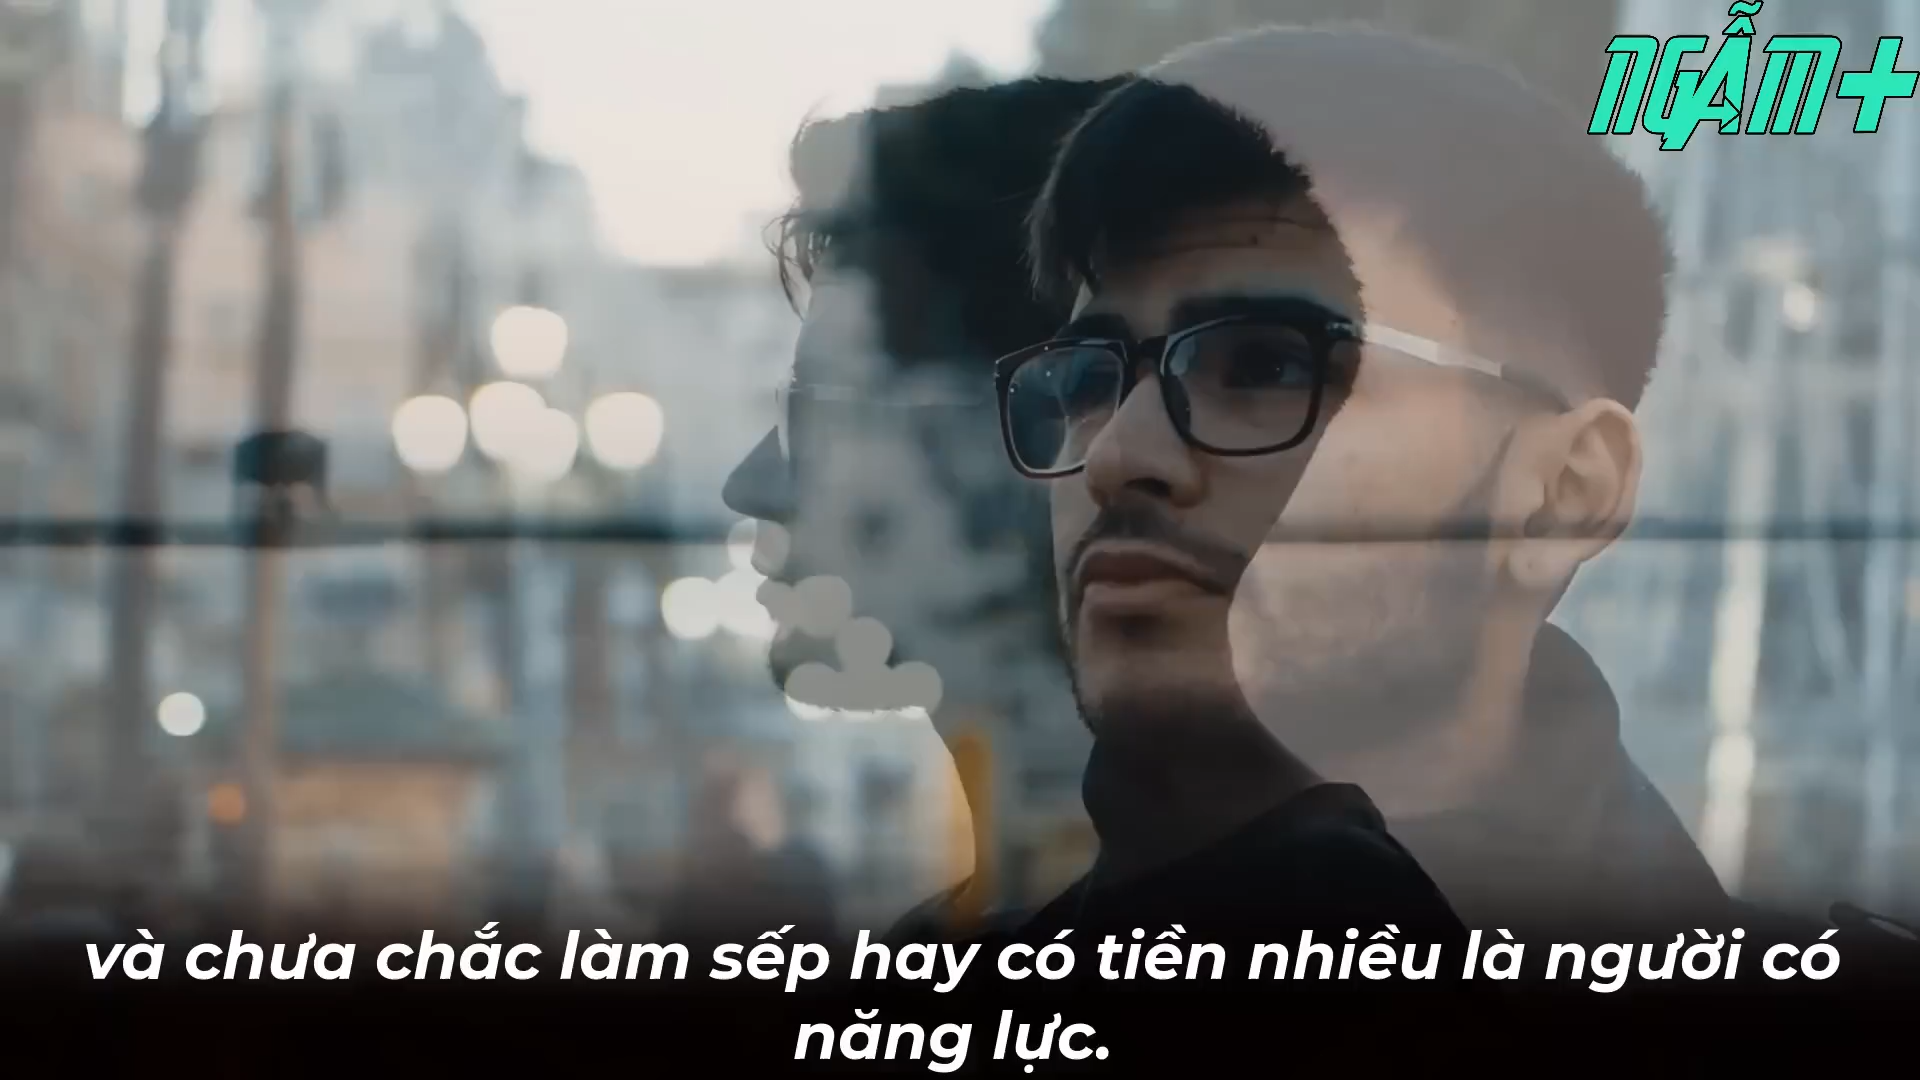 NGẪM+
và chưa chắc làm sếp hay có tiền nhiều là người có
năng lực.